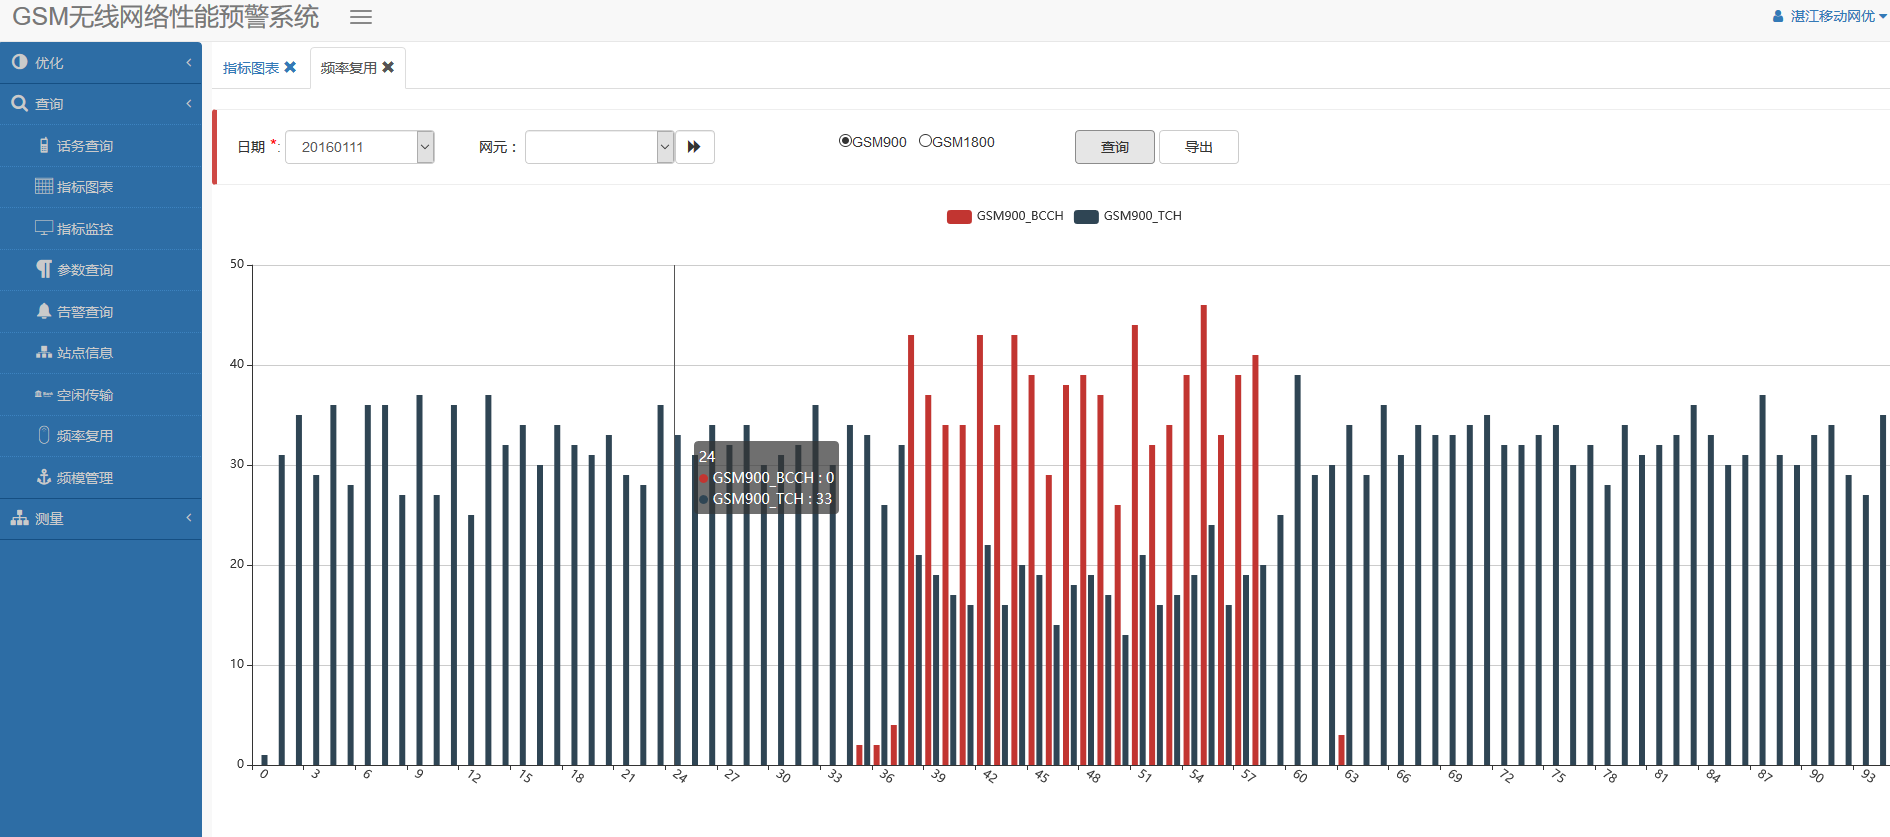 GSM无线网络性能预警系统
湛江移动网优
优化
查询
话务查询
指标图表
指标监控
参数查询
告警查询
站点信息
空闲传输
频率复用
频模管理
测量
指标图表 频率复用
日期 *: 20160111 网元： GSM900 GSM1800 查询 导出
GSM900_BCCH GSM900_TCH
50
40
30
20
10
0
24
GSM900_BCCH : 0
GSM900_TCH : 33
0 3 6 9 12 15 18 21 24 27 30 33 36 39 42 45 48 51 54 57 60 63 66 69 72 75 78 81 84 87 90 93